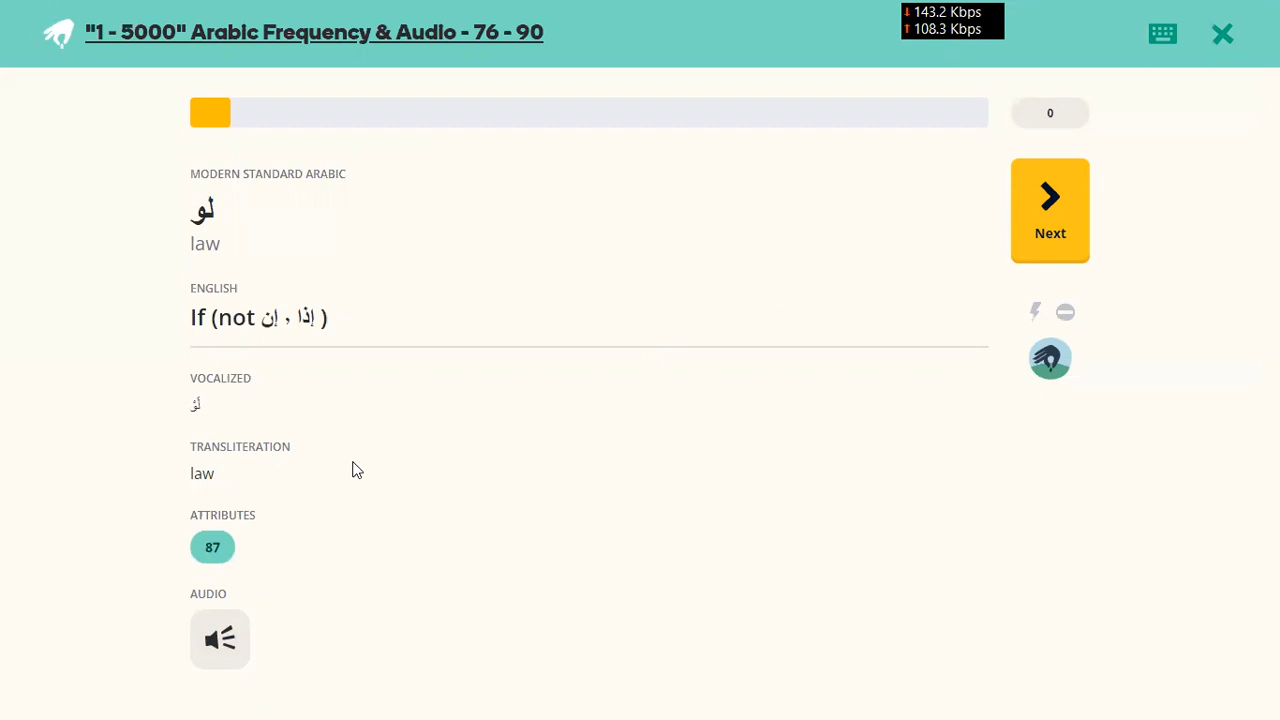 "1 - 5000" Arabic Frequency & Audio - 76 - 90
143.2 Kbps
108.3 Kbps
0
MODERN STANDARD ARABIC
لو
law
Next
ENGLISH
If (not إذا , إن )
VOCALIZED
لَوْ
TRANSLITERATION
law
ATTRIBUTES
87
AUDIO